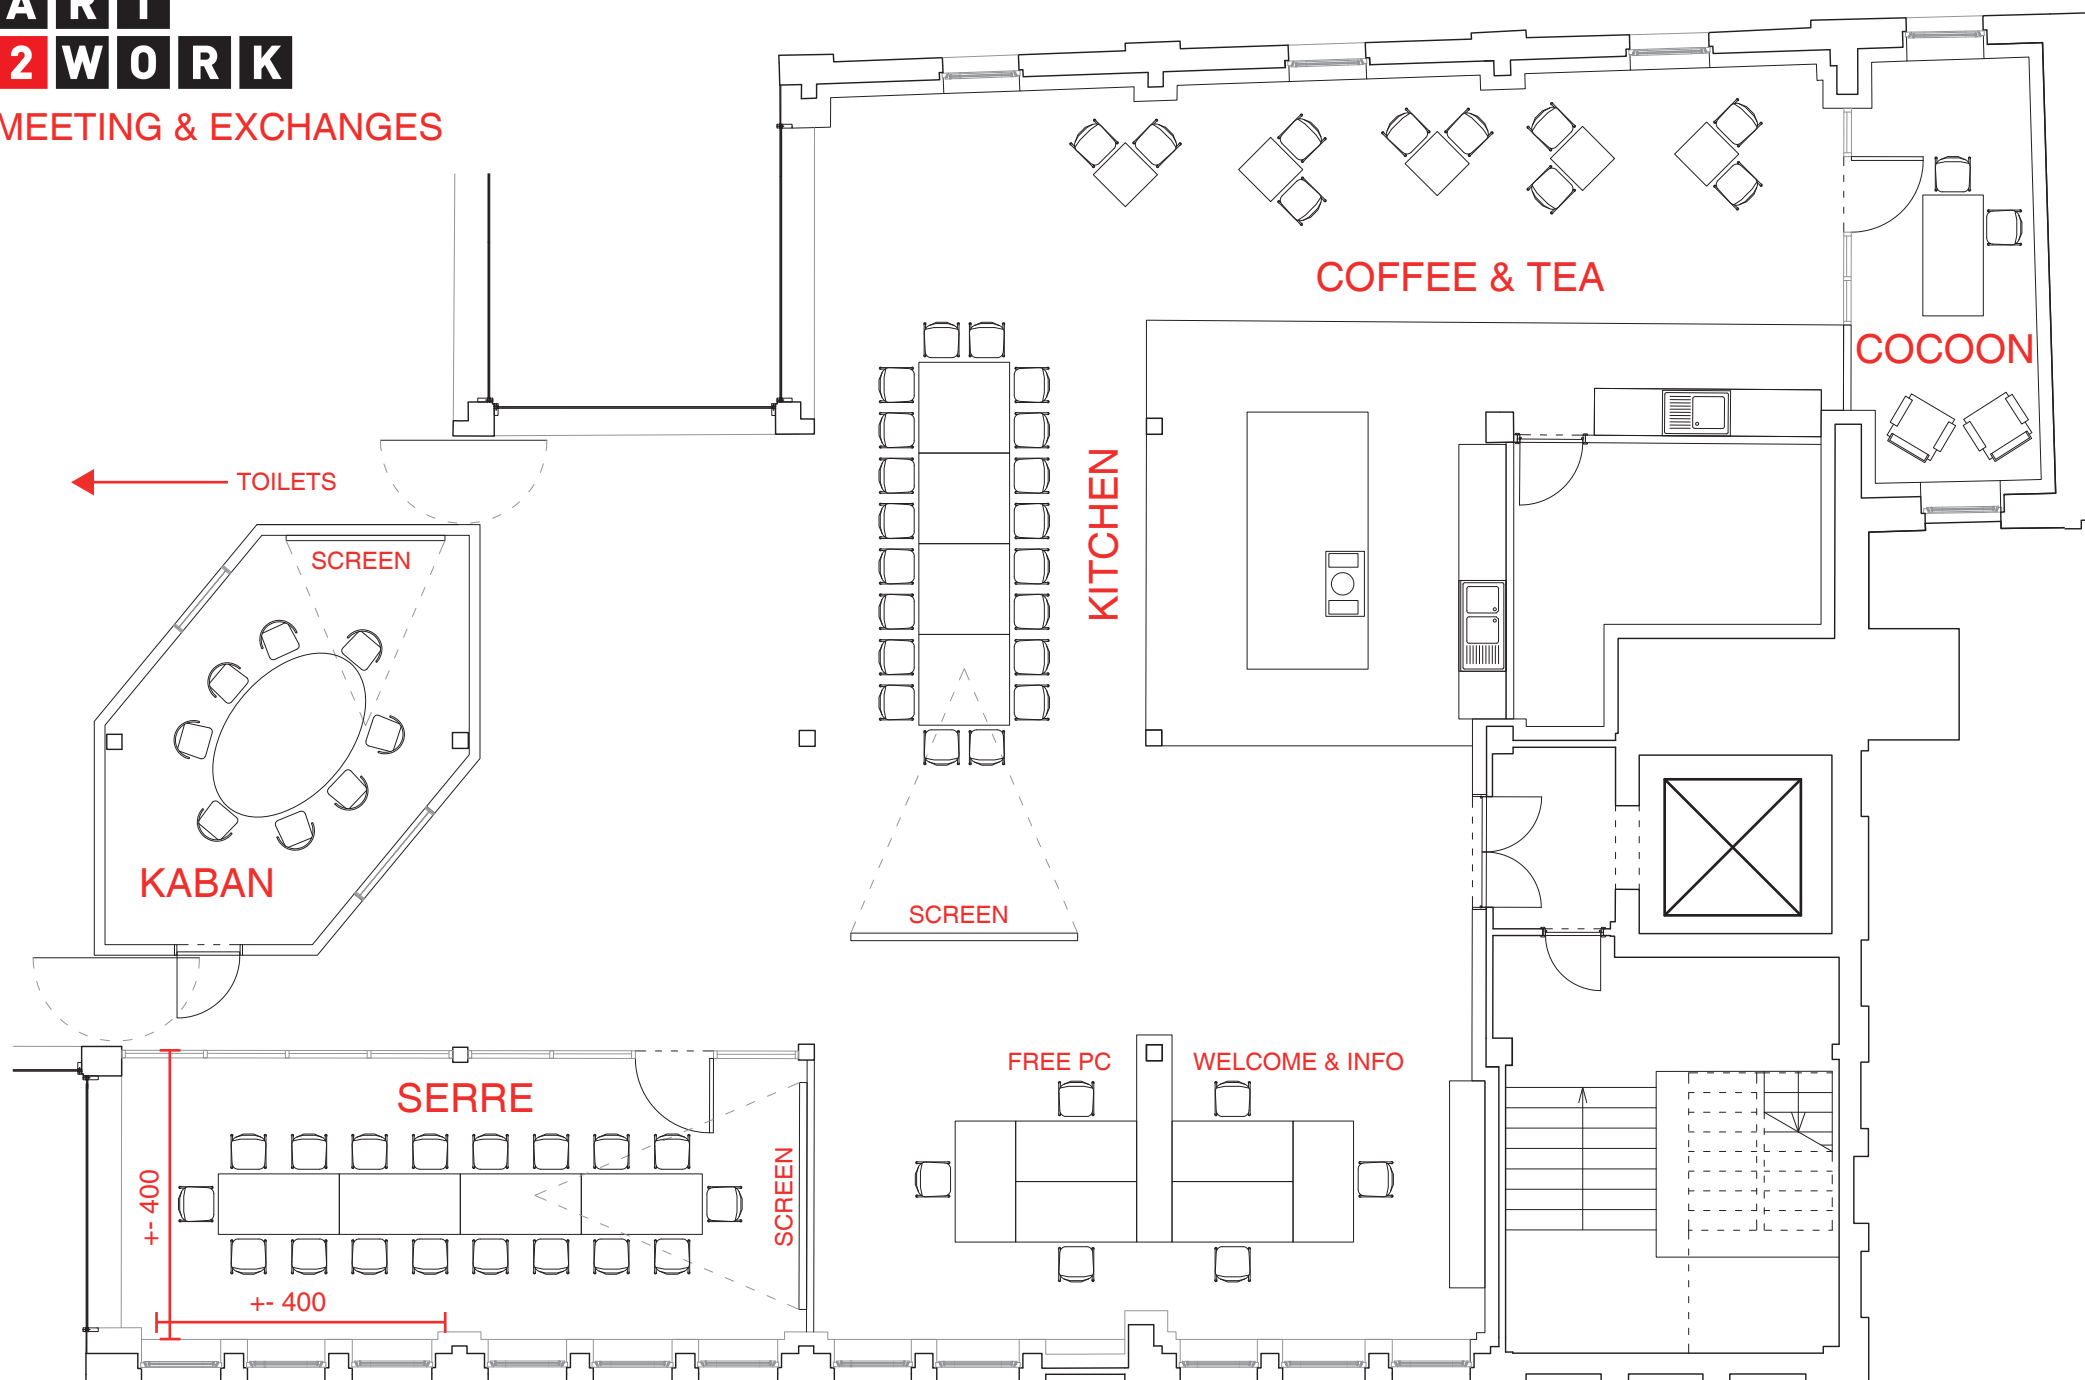 ART
2WORK
MEETING & EXCHANGES
COFFEE & TEA
COCOON
KITCHEN
TOILETS
SCREEN
KABAN
SCREEN
FREE PC
WELCOME & INFO
SERRE
SCREEN
+- 400
+- 400